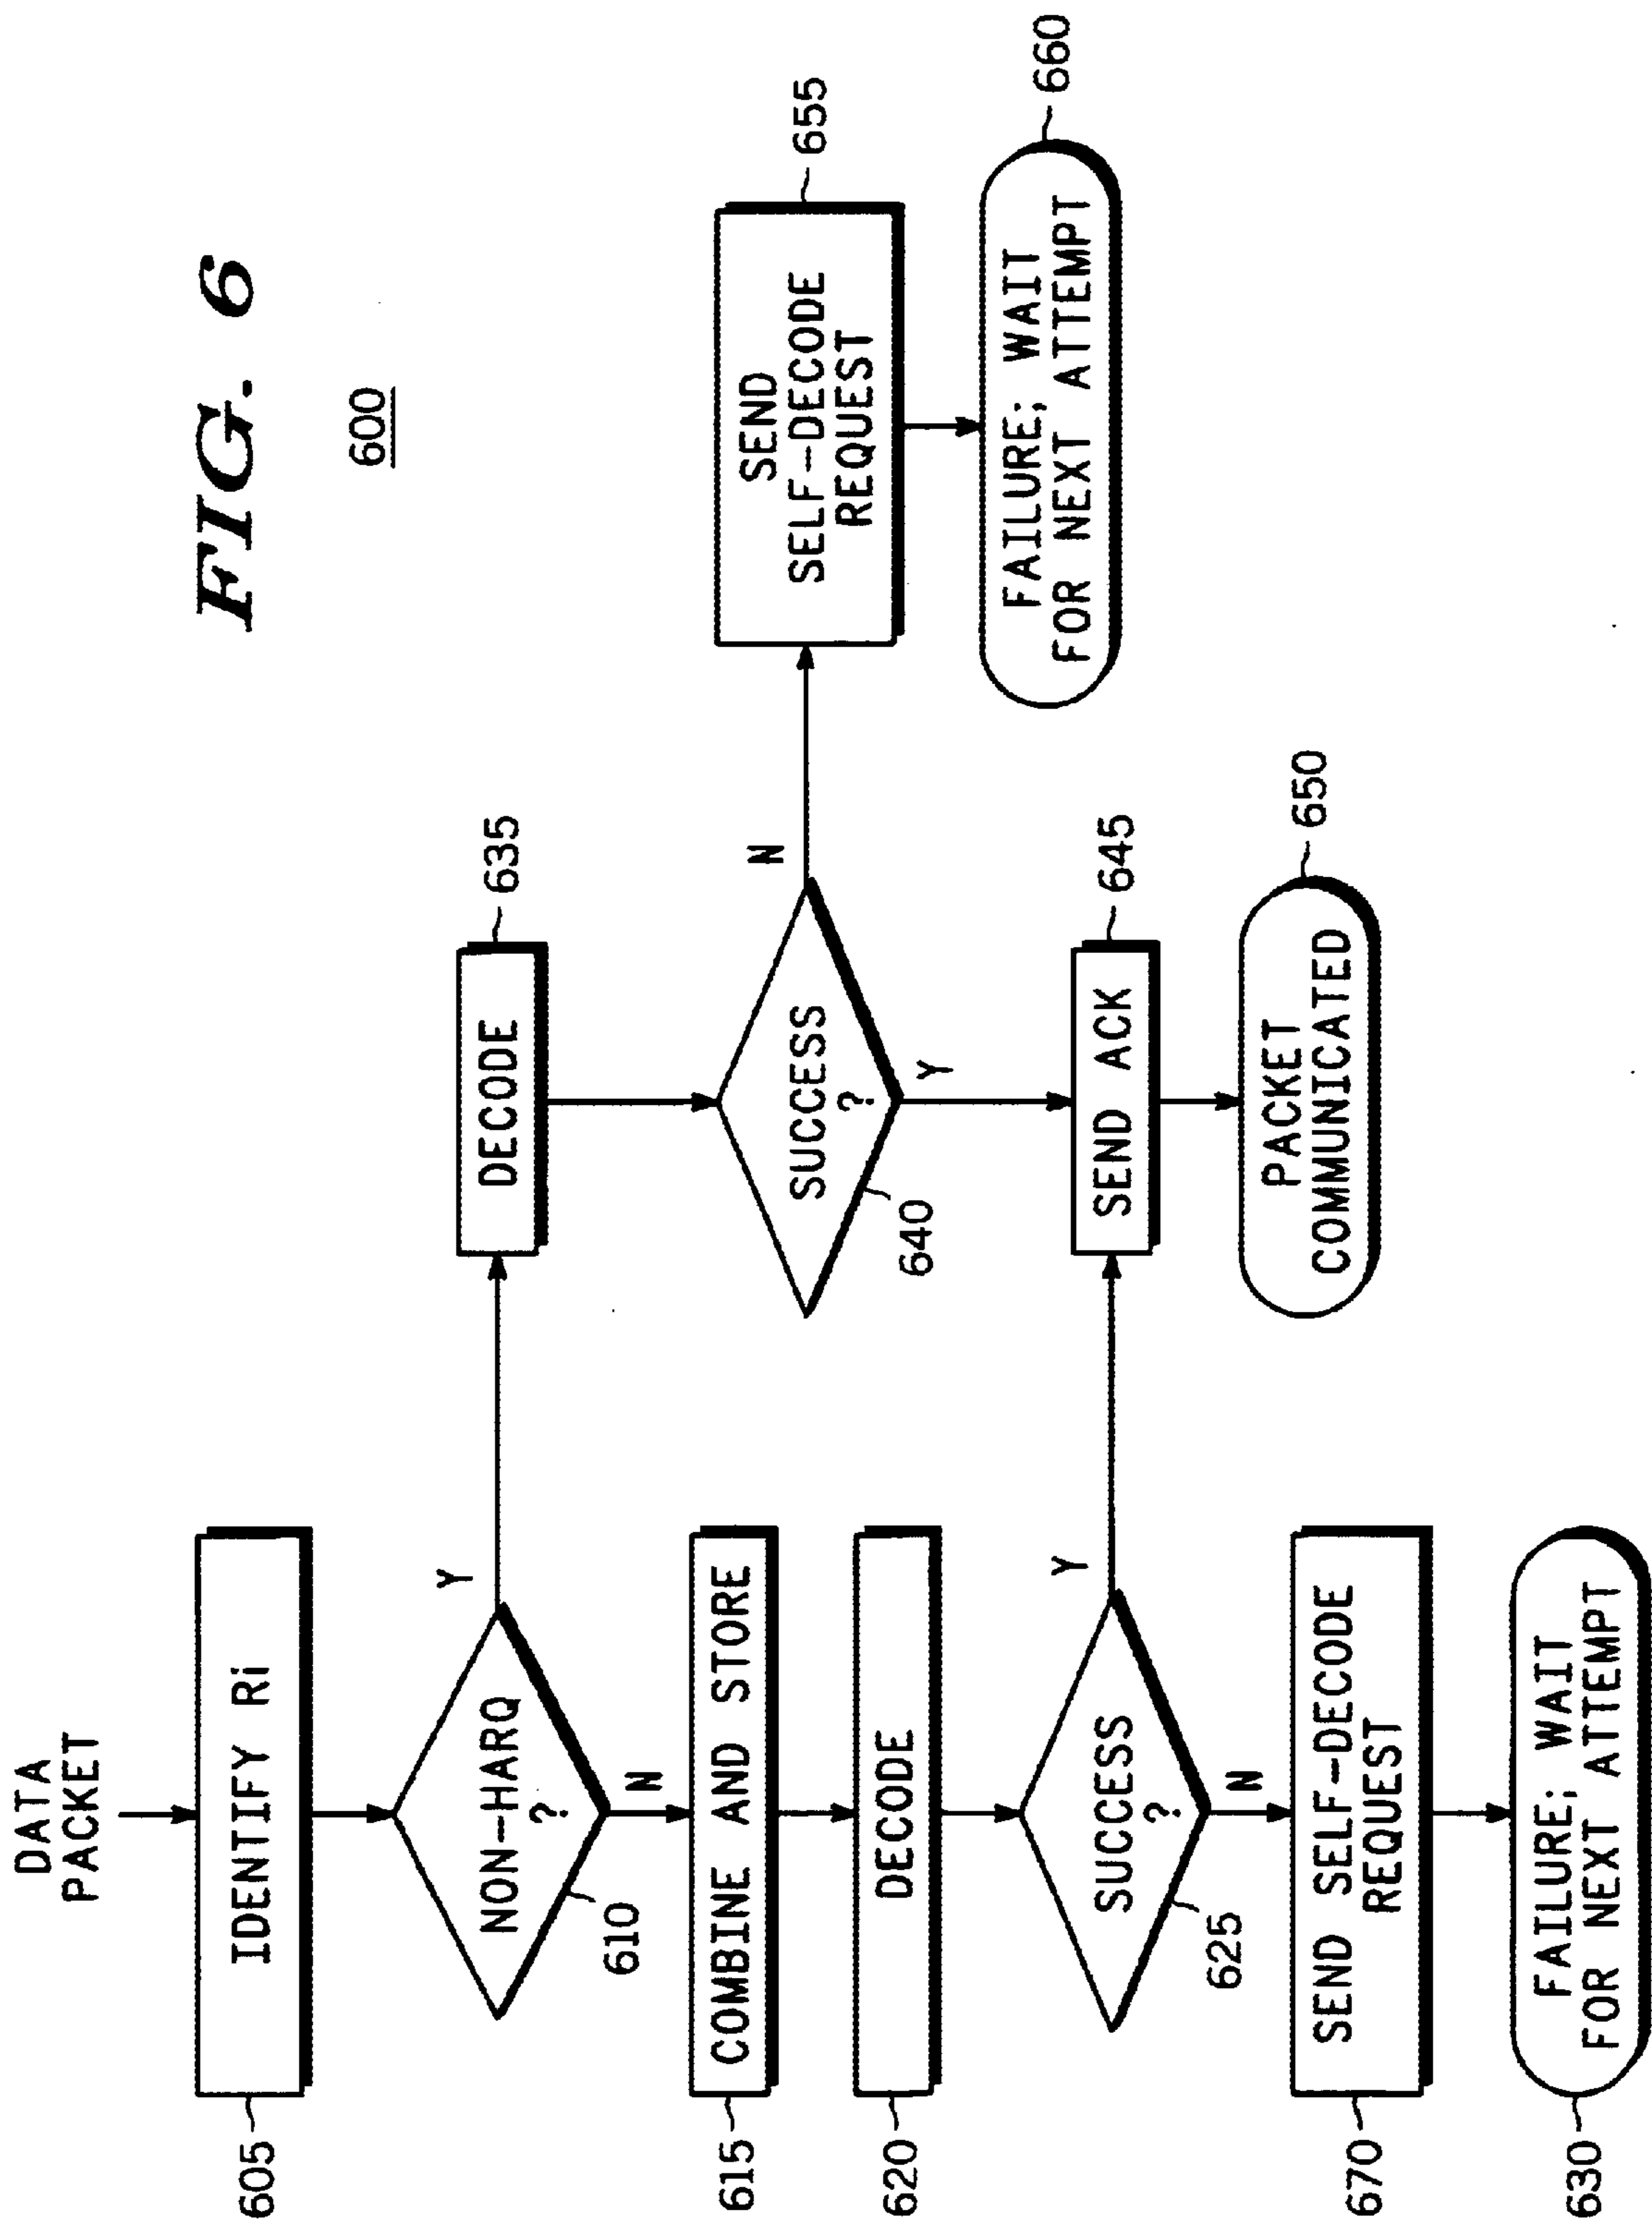 FIG. 6
600
DATA
PACKET
605
IDENTIFY Ri
NON-HARQ
?
610
Y
N
DECODE
635
615
COMBINE AND STORE
620
DECODE
SUCCESS
?
640
N
Y
SEND
SELF-DECODE
REQUEST
655
FAILURE; WAIT
FOR NEXT ATTEMPT
660
SUCCESS
?
625
Y
N
SEND ACK
645
PACKET
COMMUNICATED
650
670
SEND SELF-DECODE
REQUEST
630
FAILURE; WAIT
FOR NEXT ATTEMPT